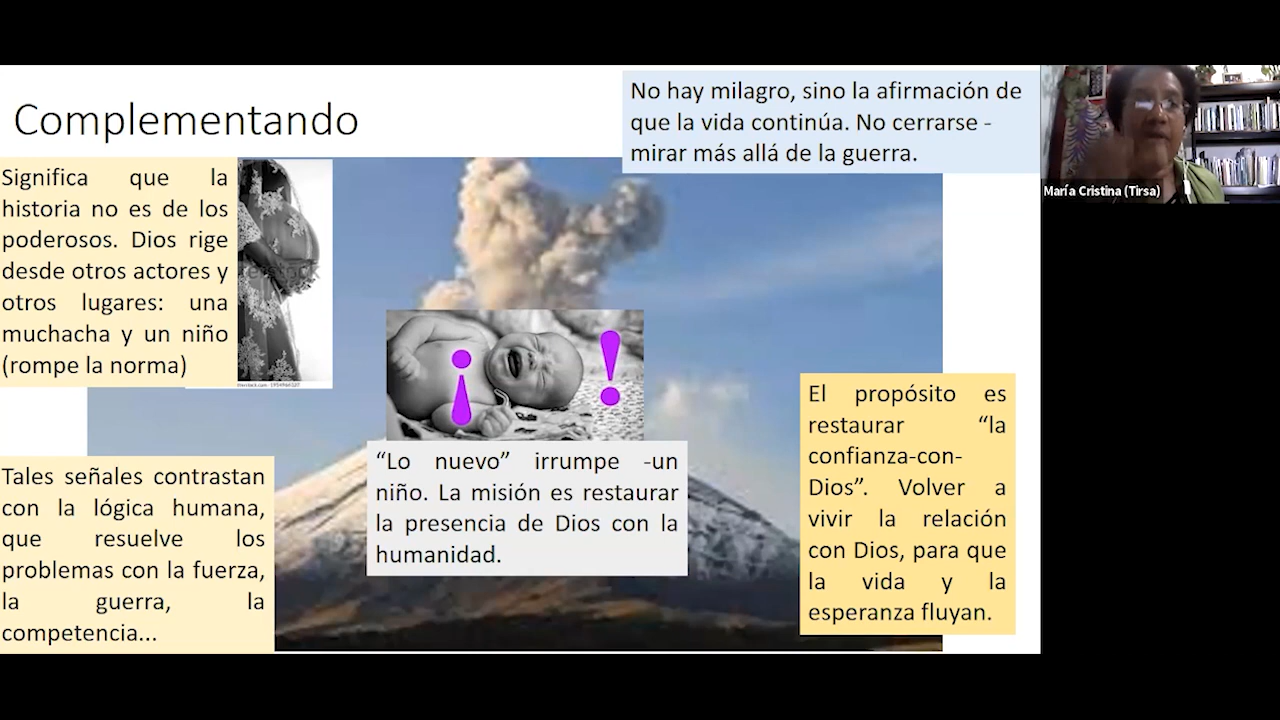 Complementando
No hay milagro, sino la afirmación de
que la vida continúa. No cerrarse -
mirar más allá de la guerra.
María Cristina (Tirsa)
Significa que la
historia no es de los
poderosos. Dios rige
desde otros actores y
otros lugares: una
muchacha y un niño
(rompe la norma)
¡ !
“Lo nuevo” irrumpe -un
niño. La misión es restaurar
la presencia de Dios con la
humanidad.
El propósito es
restaurar “la
confianza-con-
Dios”. Volver a
vivir la relación
con Dios, para que
la vida y la
esperanza fluyan.
Tales señales contrastan
con la lógica humana,
que resuelve los
problemas con la fuerza,
la guerra, la
competencia...